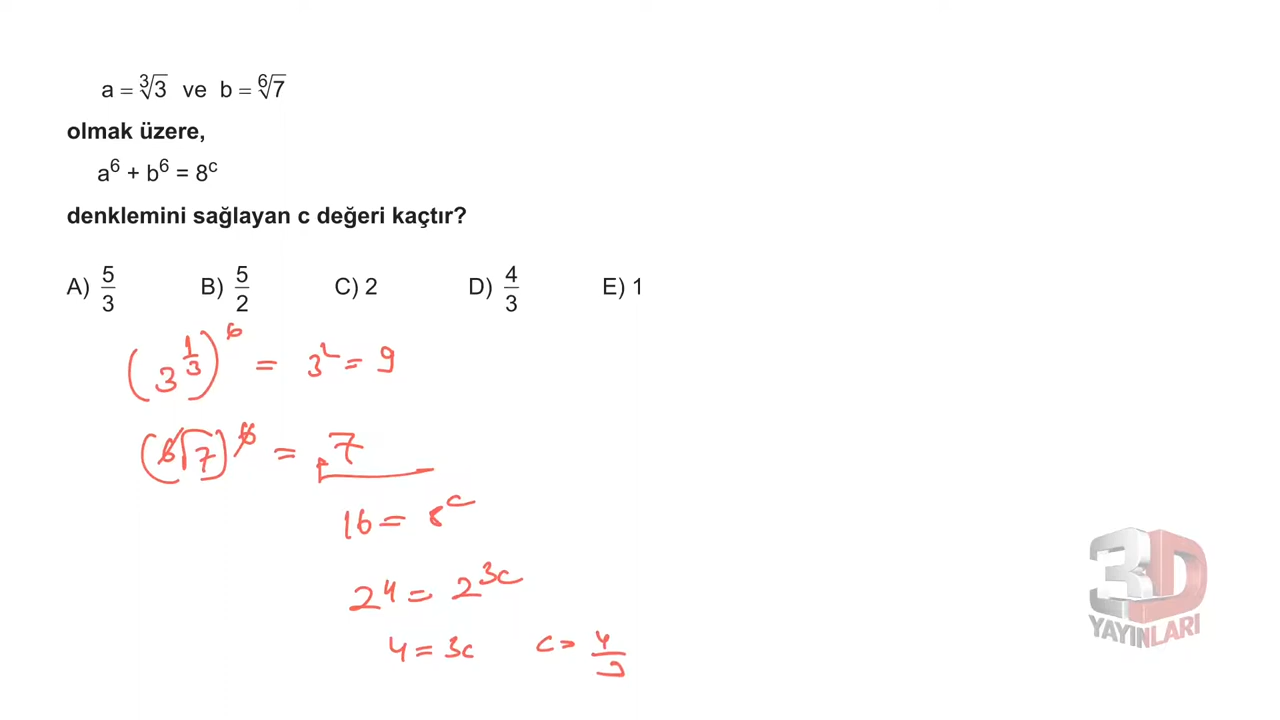 a = ∛3 ve b = ⁶√7
olmak üzere,
a⁶ + b⁶ = 8ᶜ
denklemini sağlayan c değeri kaçtır?
A) 5/3 B) 5/2 C) 2 D) 4/3 E) 1
(3^(1/3))^6 = 3² = 9
(⁶√7)^6 = 7
16 = 8ᶜ
2⁴ = 2^(3c)
4 = 3c c = 4/3
3D
YAYINLARI